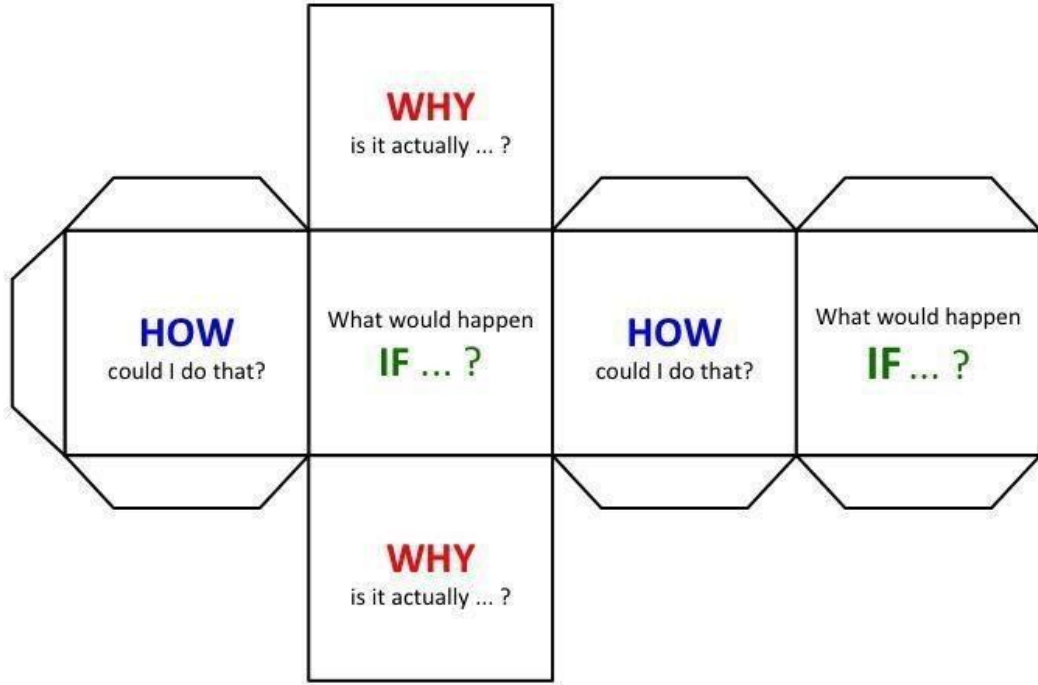 WHY
is it actually ... ?
HOW
could I do that?
What would happen
IF ... ?
HOW
could I do that?
What would happen
IF ... ?
WHY
is it actually ... ?